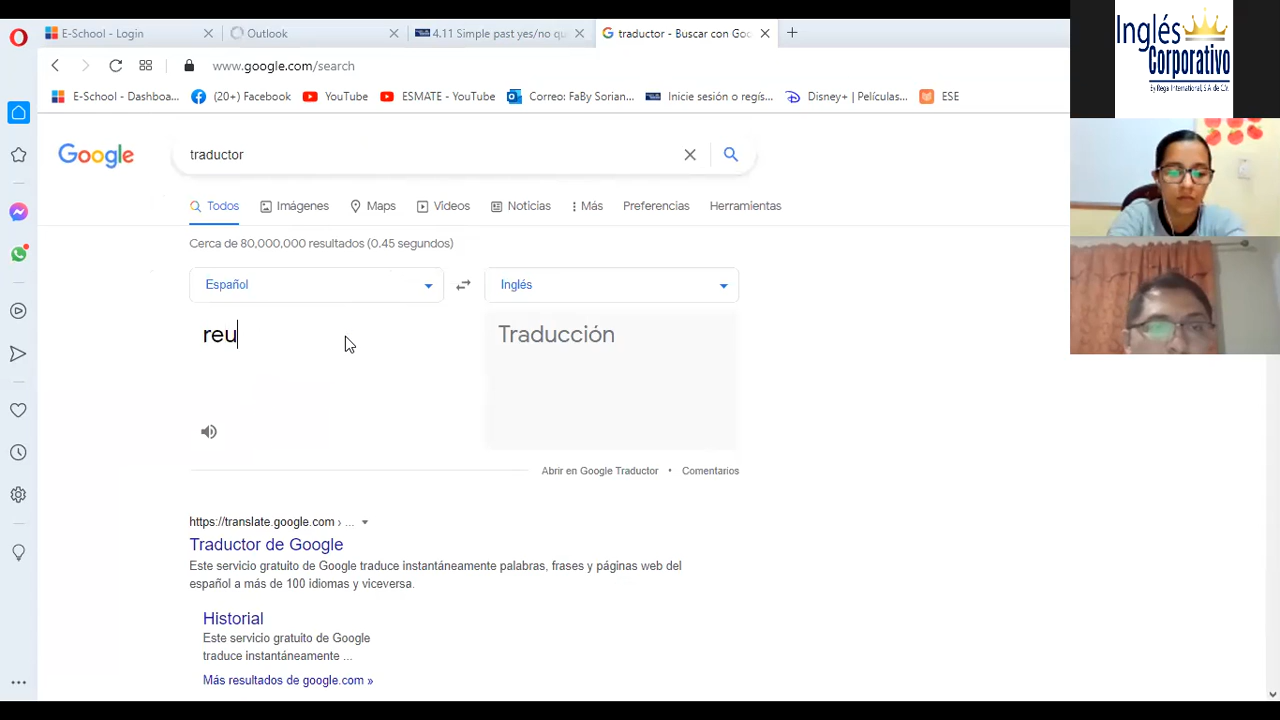 E-School - Login
Outlook
4.11 Simple past yes/no qu
traductor - Buscar con Goo
www.google.com/search
E-School - Dashboa...
(20+) Facebook
YouTube
ESMATE - YouTube
Correo: FaBy Sorian...
Inicie sesión o regís...
Disney+ | Películas...
ESE
Google
traductor
Todos
Imágenes
Maps
Videos
Noticias
Más
Preferencias
Herramientas
Cerca de 80,000,000 resultados (0.45 segundos)
Español
Inglés
reu
Traducción
Abrir en Google Traductor • Comentarios
https://translate.google.com › ...
Traductor de Google
Este servicio gratuito de Google traduce instantáneamente palabras, frases y páginas web del
español a más de 100 idiomas y viceversa.
Historial
Este servicio gratuito de Google
traduce instantáneamente ...
Más resultados de google.com »
Inglés
Corporativo
By Rega International, S.A de C.V.